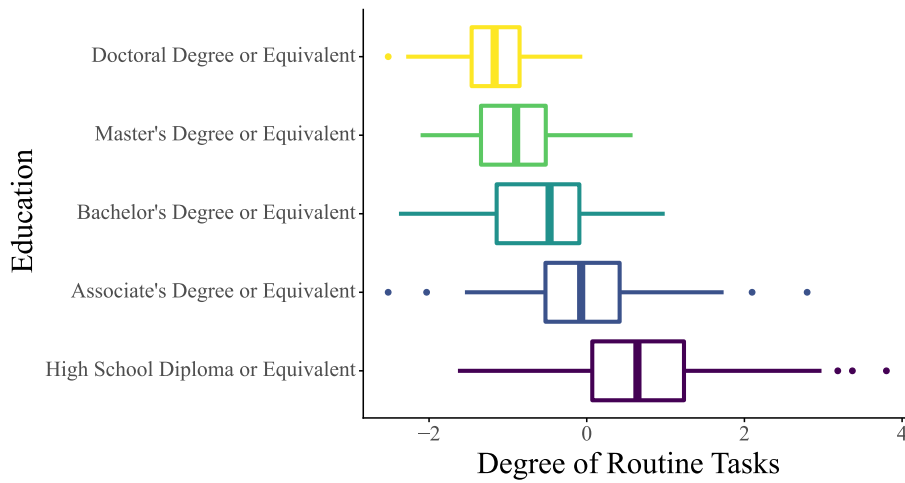 Education
Doctoral Degree or Equivalent
Master's Degree or Equivalent
Bachelor's Degree or Equivalent
Associate's Degree or Equivalent
High School Diploma or Equivalent
−2 0 2 4
Degree of Routine Tasks